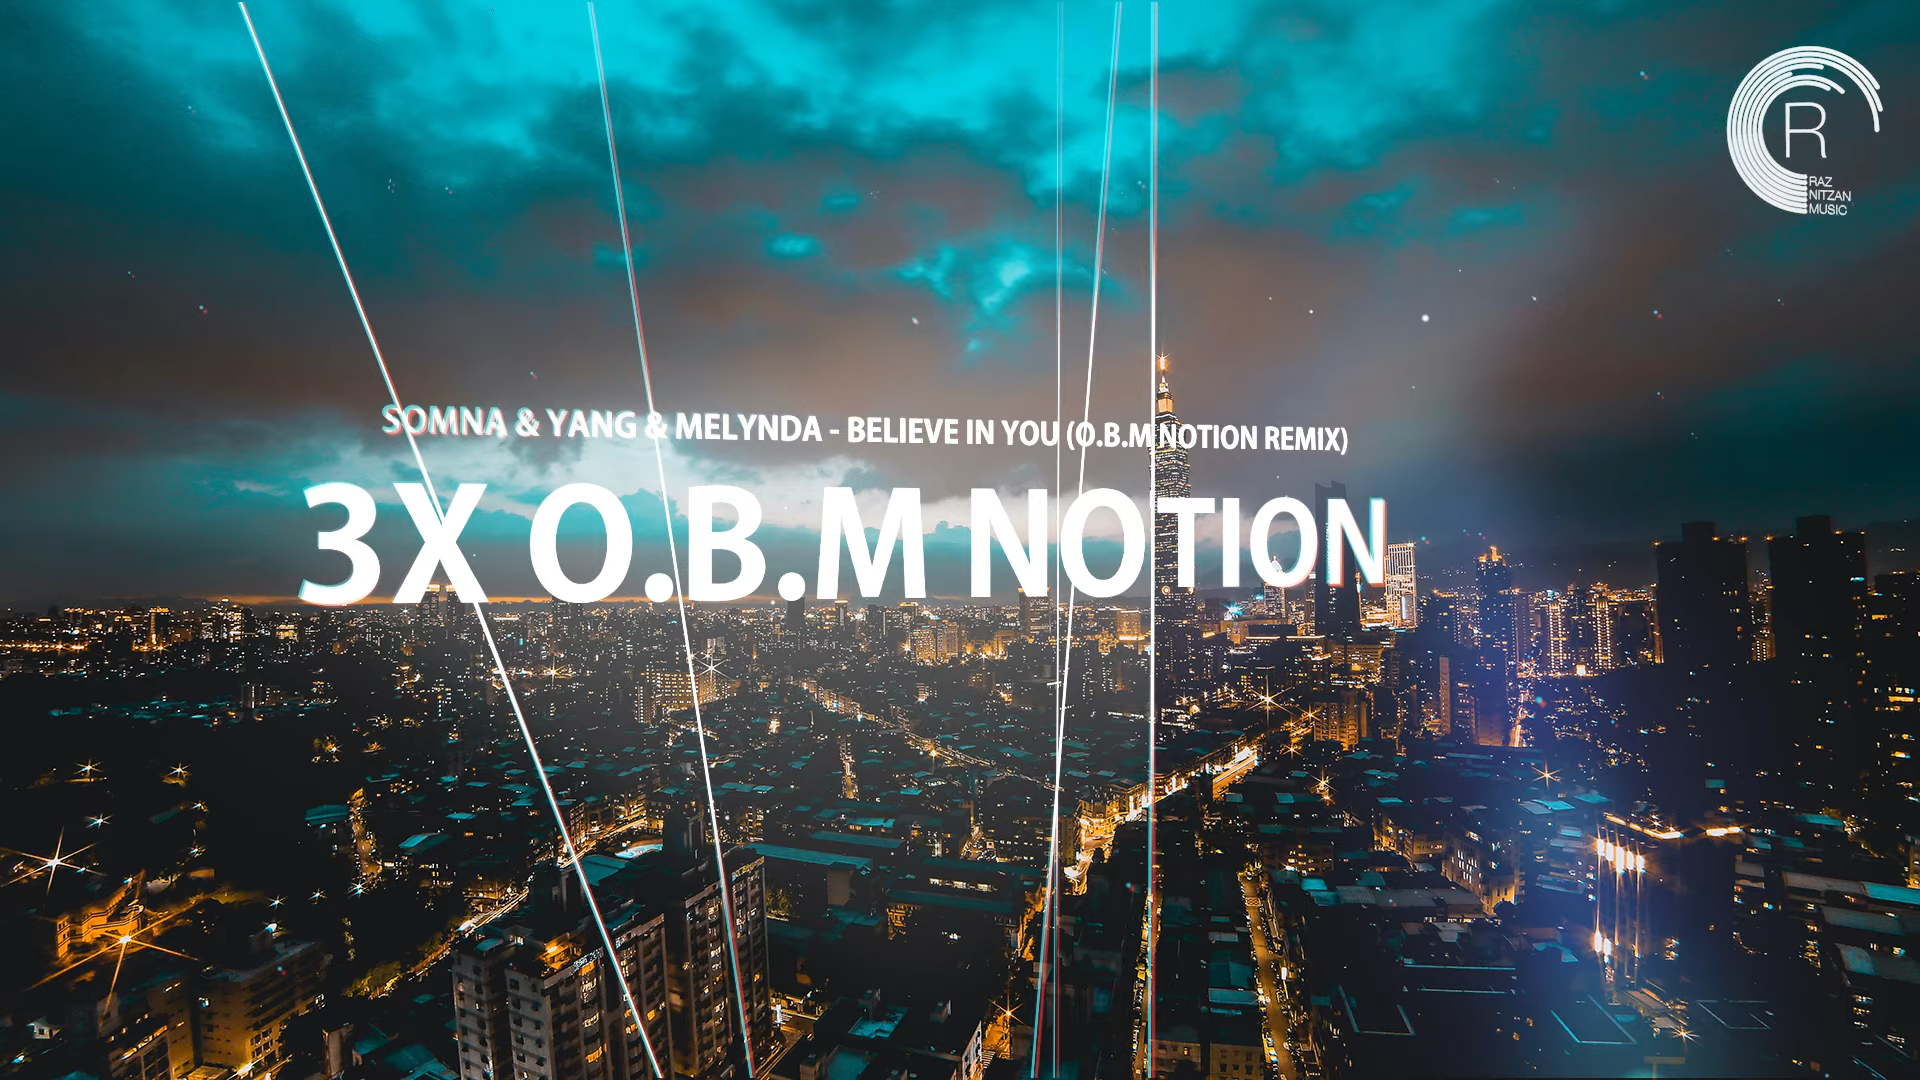 R
RAZ
NITZAN
MUSIC
SOMNA & YANG & MELYNDA - BELIEVE IN YOU (O.B.M NOTION REMIX)
3X O.B.M NOTION